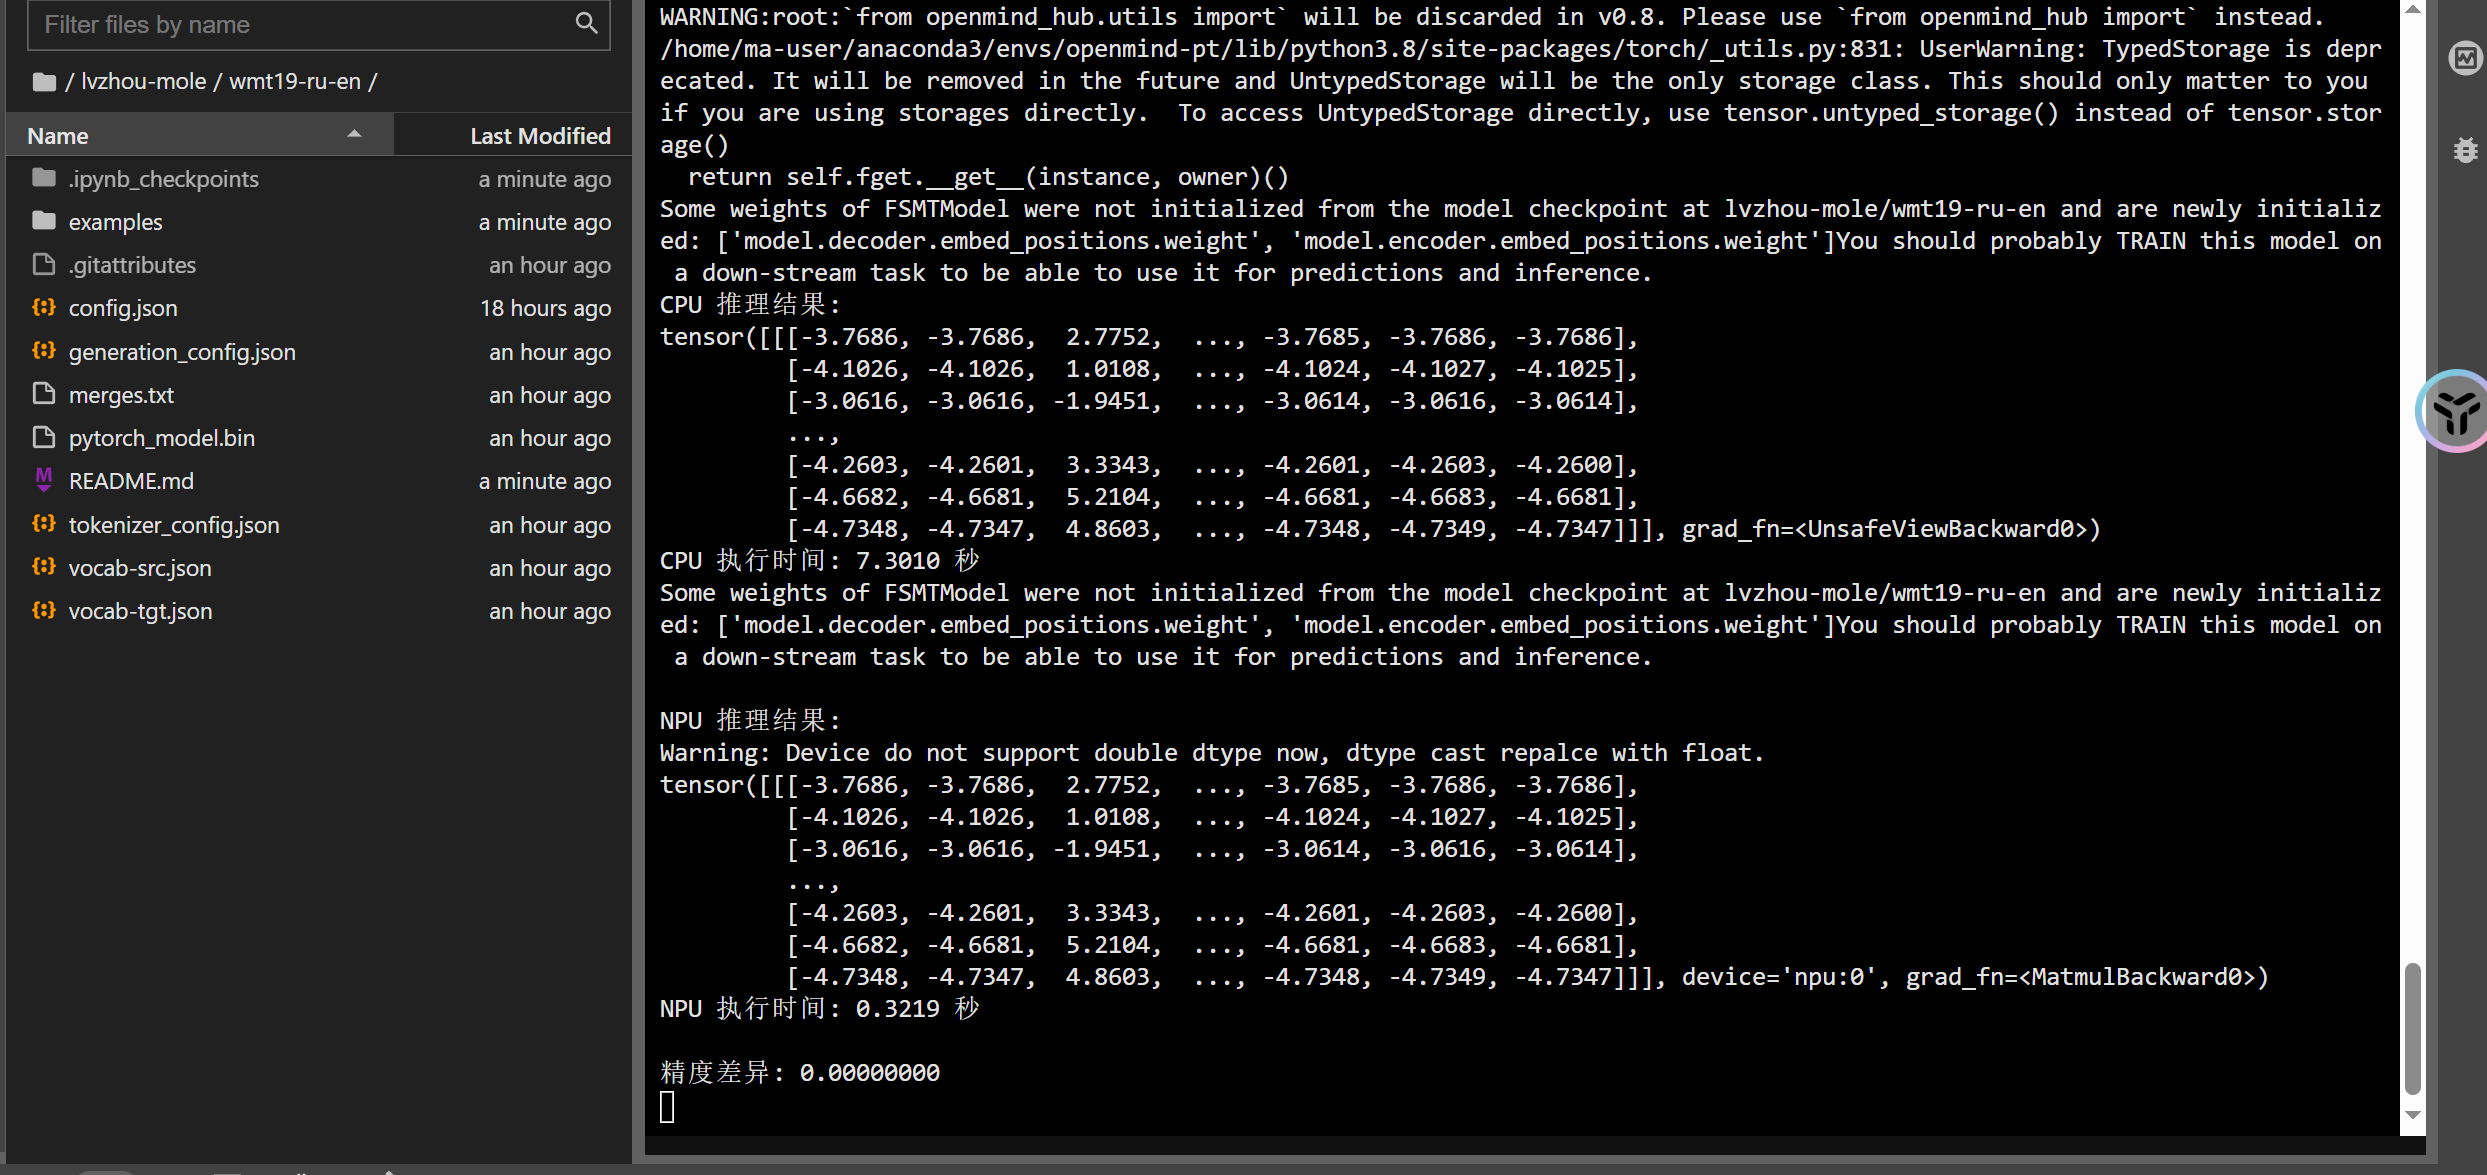 Filter files by name
/ lvzhou-mole / wmt19-ru-en /
Name Last Modified
.ipynb_checkpoints a minute ago
examples a minute ago
.gitattributes an hour ago
config.json 18 hours ago
generation_config.json an hour ago
merges.txt an hour ago
pytorch_model.bin an hour ago
README.md a minute ago
tokenizer_config.json an hour ago
vocab-src.json an hour ago
vocab-tgt.json an hour ago
WARNING:root:`from openmind_hub.utils import` will be discarded in v0.8. Please use `from openmind_hub import` instead.
/home/ma-user/anaconda3/envs/openmind-pt/lib/python3.8/site-packages/torch/_utils.py:831: UserWarning: TypedStorage is depr
ecated. It will be removed in the future and UntypedStorage will be the only storage class. This should only matter to you
if you are using storages directly.  To access UntypedStorage directly, use tensor.untyped_storage() instead of tensor.stor
age()
  return self.fget.__get__(instance, owner)()
Some weights of FSMTModel were not initialized from the model checkpoint at lvzhou-mole/wmt19-ru-en and are newly initializ
ed: ['model.decoder.embed_positions.weight', 'model.encoder.embed_positions.weight']You should probably TRAIN this model on
 a down-stream task to be able to use it for predictions and inference.
CPU 推理结果:
tensor([[[-3.7686, -3.7686,  2.7752,  ..., -3.7685, -3.7686, -3.7686],
         [-4.1026, -4.1026,  1.0108,  ..., -4.1024, -4.1027, -4.1025],
         [-3.0616, -3.0616, -1.9451,  ..., -3.0614, -3.0616, -3.0614],
         ...,
         [-4.2603, -4.2601,  3.3343,  ..., -4.2601, -4.2603, -4.2600],
         [-4.6682, -4.6681,  5.2104,  ..., -4.6681, -4.6683, -4.6681],
         [-4.7348, -4.7347,  4.8603,  ..., -4.7348, -4.7349, -4.7347]]], grad_fn=<UnsafeViewBackward0>)
CPU 执行时间: 7.3010 秒
Some weights of FSMTModel were not initialized from the model checkpoint at lvzhou-mole/wmt19-ru-en and are newly initializ
ed: ['model.decoder.embed_positions.weight', 'model.encoder.embed_positions.weight']You should probably TRAIN this model on
 a down-stream task to be able to use it for predictions and inference.
NPU 推理结果:
Warning: Device do not support double dtype now, dtype cast repalce with float.
tensor([[[-3.7686, -3.7686,  2.7752,  ..., -3.7685, -3.7686, -3.7686],
         [-4.1026, -4.1026,  1.0108,  ..., -4.1024, -4.1027, -4.1025],
         [-3.0616, -3.0616, -1.9451,  ..., -3.0614, -3.0616, -3.0614],
         ...,
         [-4.2603, -4.2601,  3.3343,  ..., -4.2601, -4.2603, -4.2600],
         [-4.6682, -4.6681,  5.2104,  ..., -4.6681, -4.6683, -4.6681],
         [-4.7348, -4.7347,  4.8603,  ..., -4.7348, -4.7349, -4.7347]]], device='npu:0', grad_fn=<MatmulBackward0>)
NPU 执行时间: 0.3219 秒
精度差异: 0.00000000